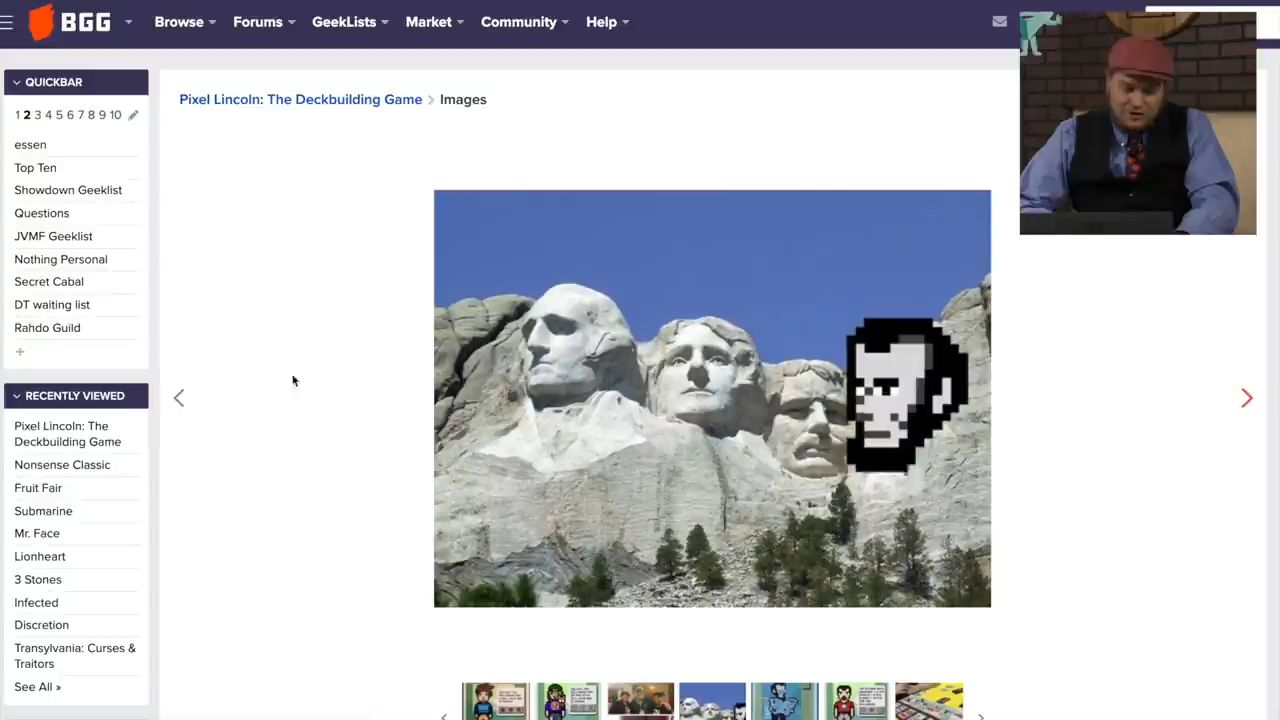 BGG
Browse Forums GeekLists Market Community Help
QUICKBAR
1 2 3 4 5 6 7 8 9 10
essen
Top Ten
Showdown Geeklist
Questions
JVMF Geeklist
Nothing Personal
Secret Cabal
DT waiting list
Rahdo Guild
RECENTLY VIEWED
Pixel Lincoln: The
Deckbuilding Game
Nonsense Classic
Fruit Fair
Submarine
Mr. Face
Lionheart
3 Stones
Infected
Discretion
Transylvania: Curses &
Traitors
See All »
Pixel Lincoln: The Deckbuilding Game > Images